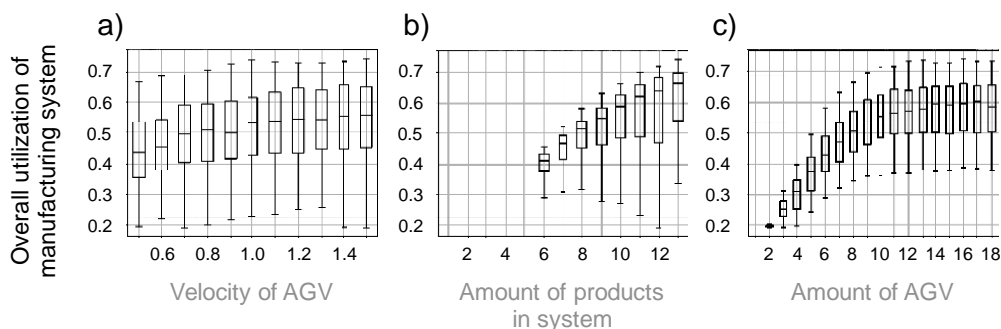 a)
b)
c)
Overall utilization of
manufacturing system
0.7
0.6
0.5
0.4
0.3
0.2
0.6 0.8 1.0 1.2 1.4
Velocity of AGV
0.7
0.6
0.5
0.4
0.3
0.2
2 4 6 8 10 12
Amount of products
in system
0.7
0.6
0.5
0.4
0.3
0.2
2 4 6 8 10 12 14 16 18
Amount of AGV